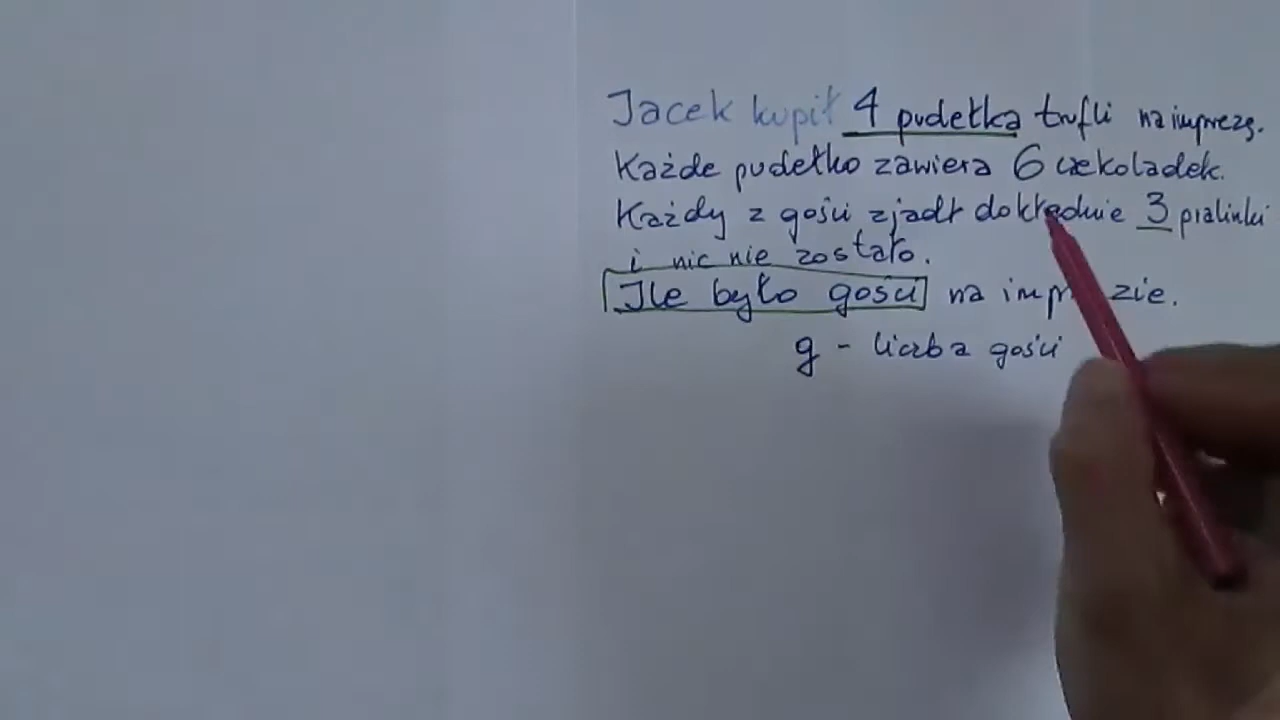 Jacek kupił 4 pudełka trufli na imprezę.
Każde pudełko zawiera 6 czekoladek.
Każdy z gości zjadł dokładnie 3 pralinki
i nic nie zostało.
Ile było gości na imprezie.
g - liczba gości